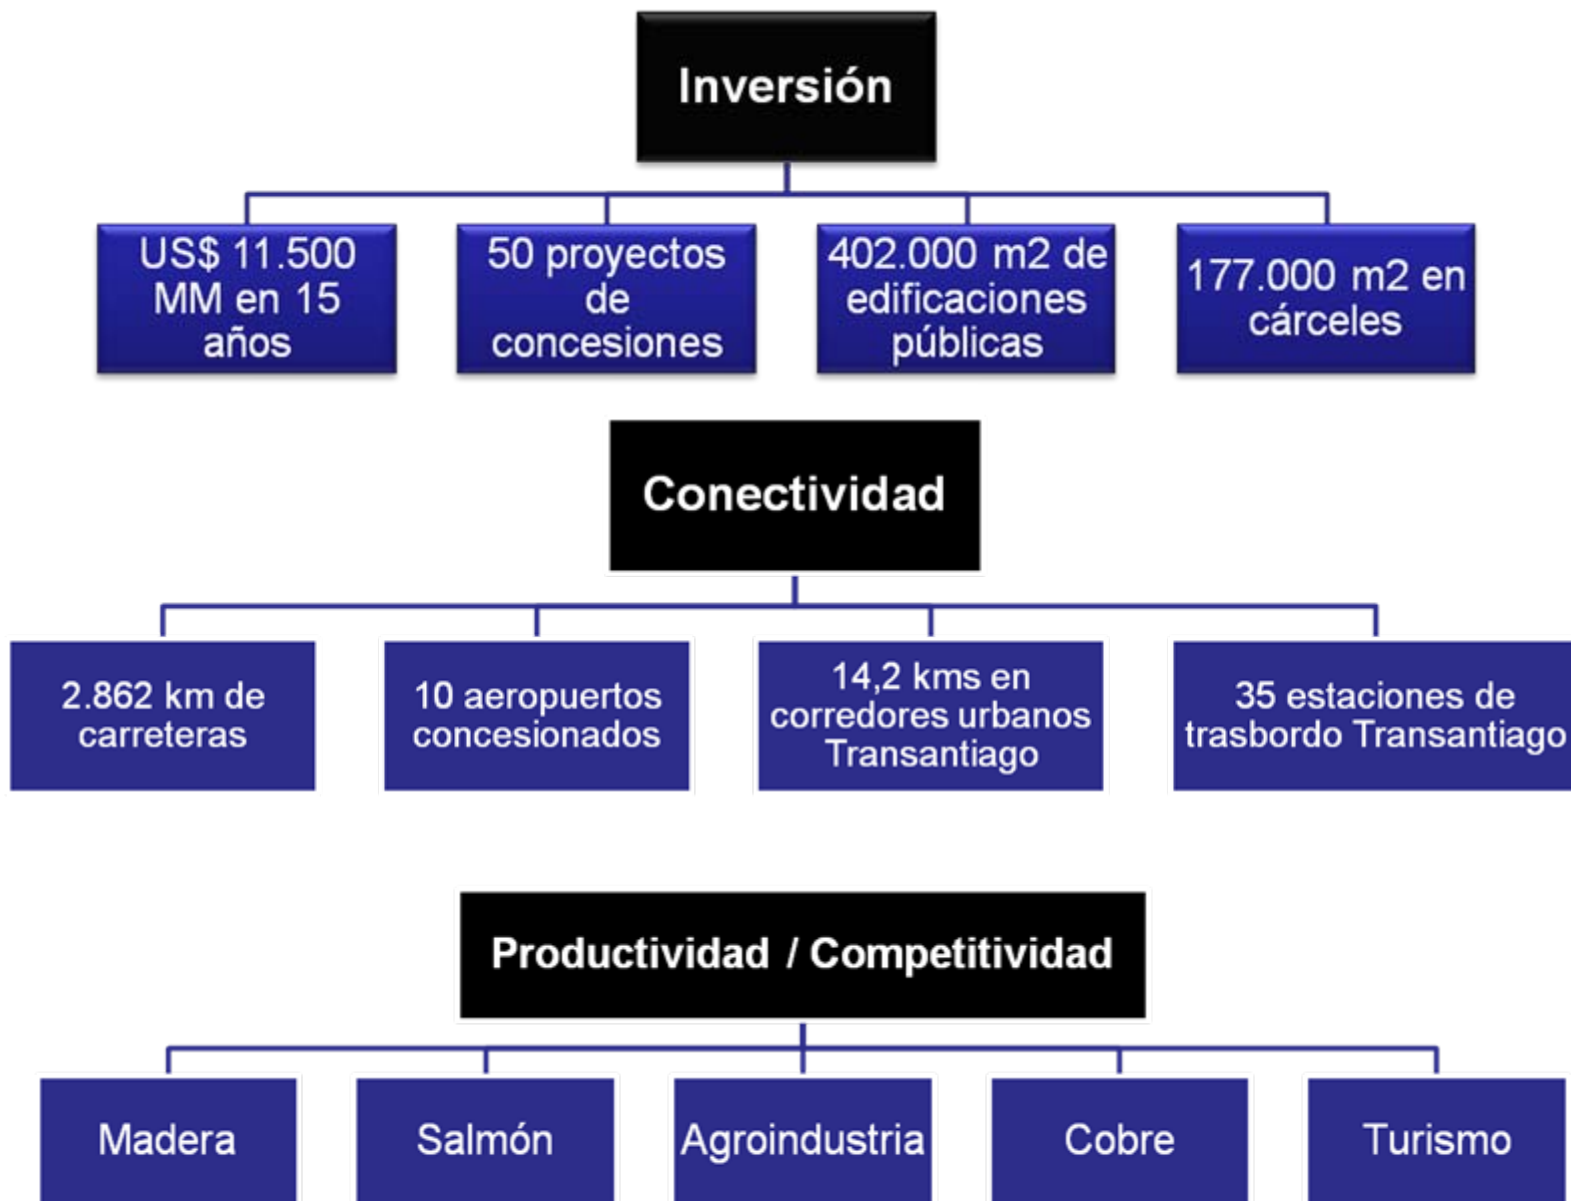 Inversión
US$ 11.500
MM en 15
años
50 proyectos
de
concesiones
402.000 m2 de
edificaciones
públicas
177.000 m2 en
cárceles
Conectividad
2.862 km de
carreteras
10 aeropuertos
concesionados
14,2 kms en
corredores urbanos
Transantiago
35 estaciones de
trasbordo Transantiago
Productividad / Competitividad
Madera
Salmón
Agroindustria
Cobre
Turismo